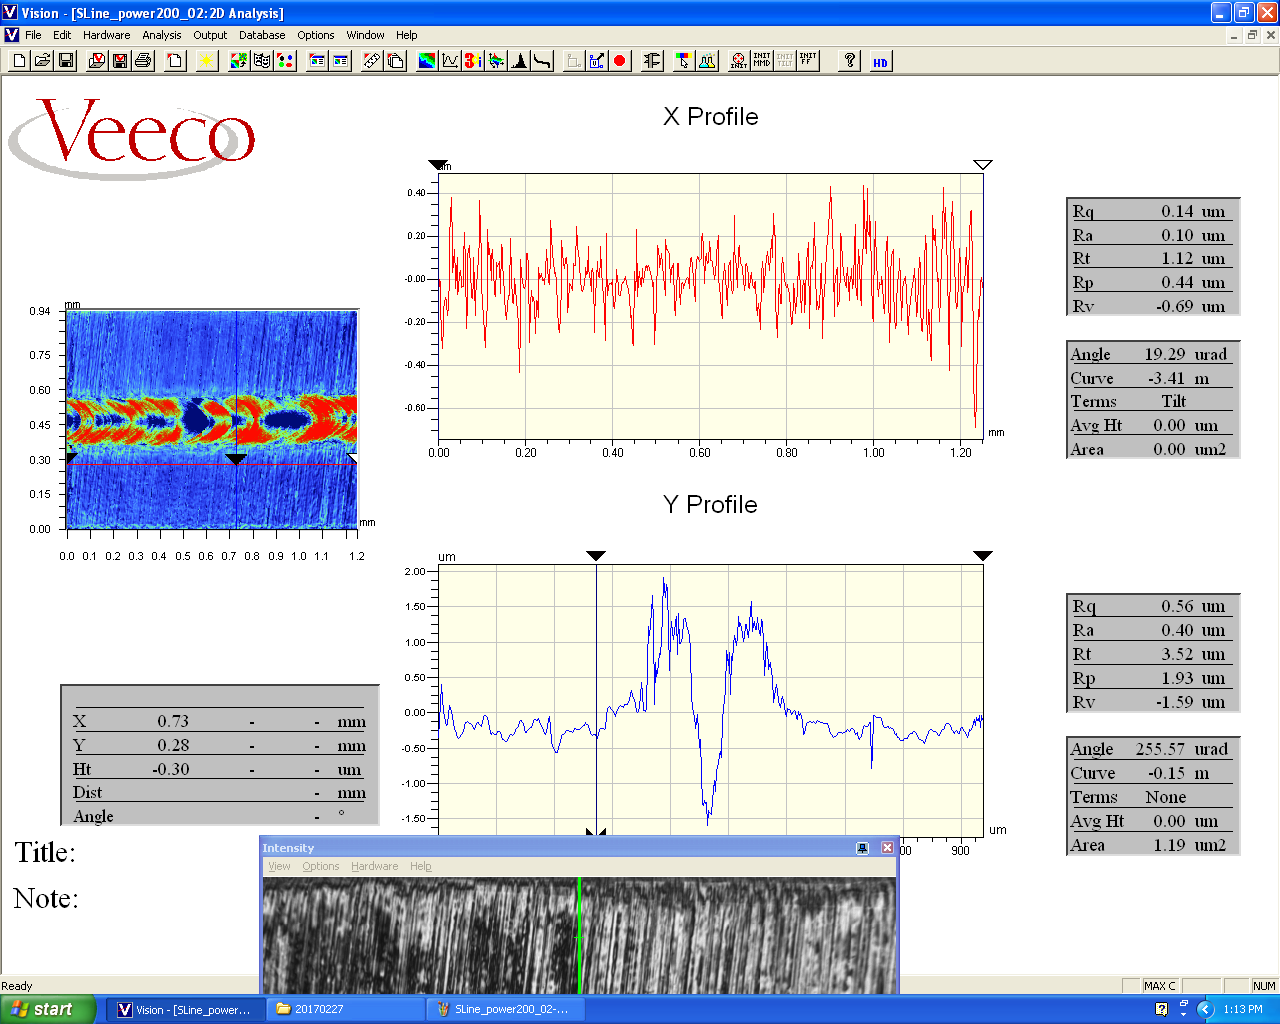 Vision - [SLine_power200_02:2D Analysis]
File Edit Hardware Analysis Output Database Options Window Help
INIT INIT MMD INIT TILT INIT FF ? HD
Veeco
X Profile
um
0.40
0.20
-0.00
-0.20
-0.40
-0.60
mm
0.00 0.20 0.40 0.60 0.80 1.00 1.20
Rq 0.14 um
Ra 0.10 um
Rt 1.12 um
Rp 0.44 um
Rv -0.69 um
Angle 19.29 urad
Curve -3.41 m
Terms Tilt
Avg Ht 0.00 um
Area 0.00 um2
mm
0.94
0.75
0.60
0.45
0.30
0.15
0.00
mm
0.0 0.1 0.2 0.3 0.4 0.5 0.6 0.7 0.8 0.9 1.0 1.1 1.2
Y Profile
um
2.00
1.50
1.00
0.50
0.00
-0.50
-1.00
-1.50
um
00 900
Rq 0.56 um
Ra 0.40 um
Rt 3.52 um
Rp 1.93 um
Rv -1.59 um
Angle 255.57 urad
Curve -0.15 m
Terms None
Avg Ht 0.00 um
Area 1.19 um2
X 0.73 - - mm
Y 0.28 - - mm
Ht -0.30 - - um
Dist - mm
Angle - °
Title:
Note:
Intensity
View Options Hardware Help
Ready MAX C NUM
start Vision - [SLine_power... 20170227 SLine_power200_02-... 1:13 PM